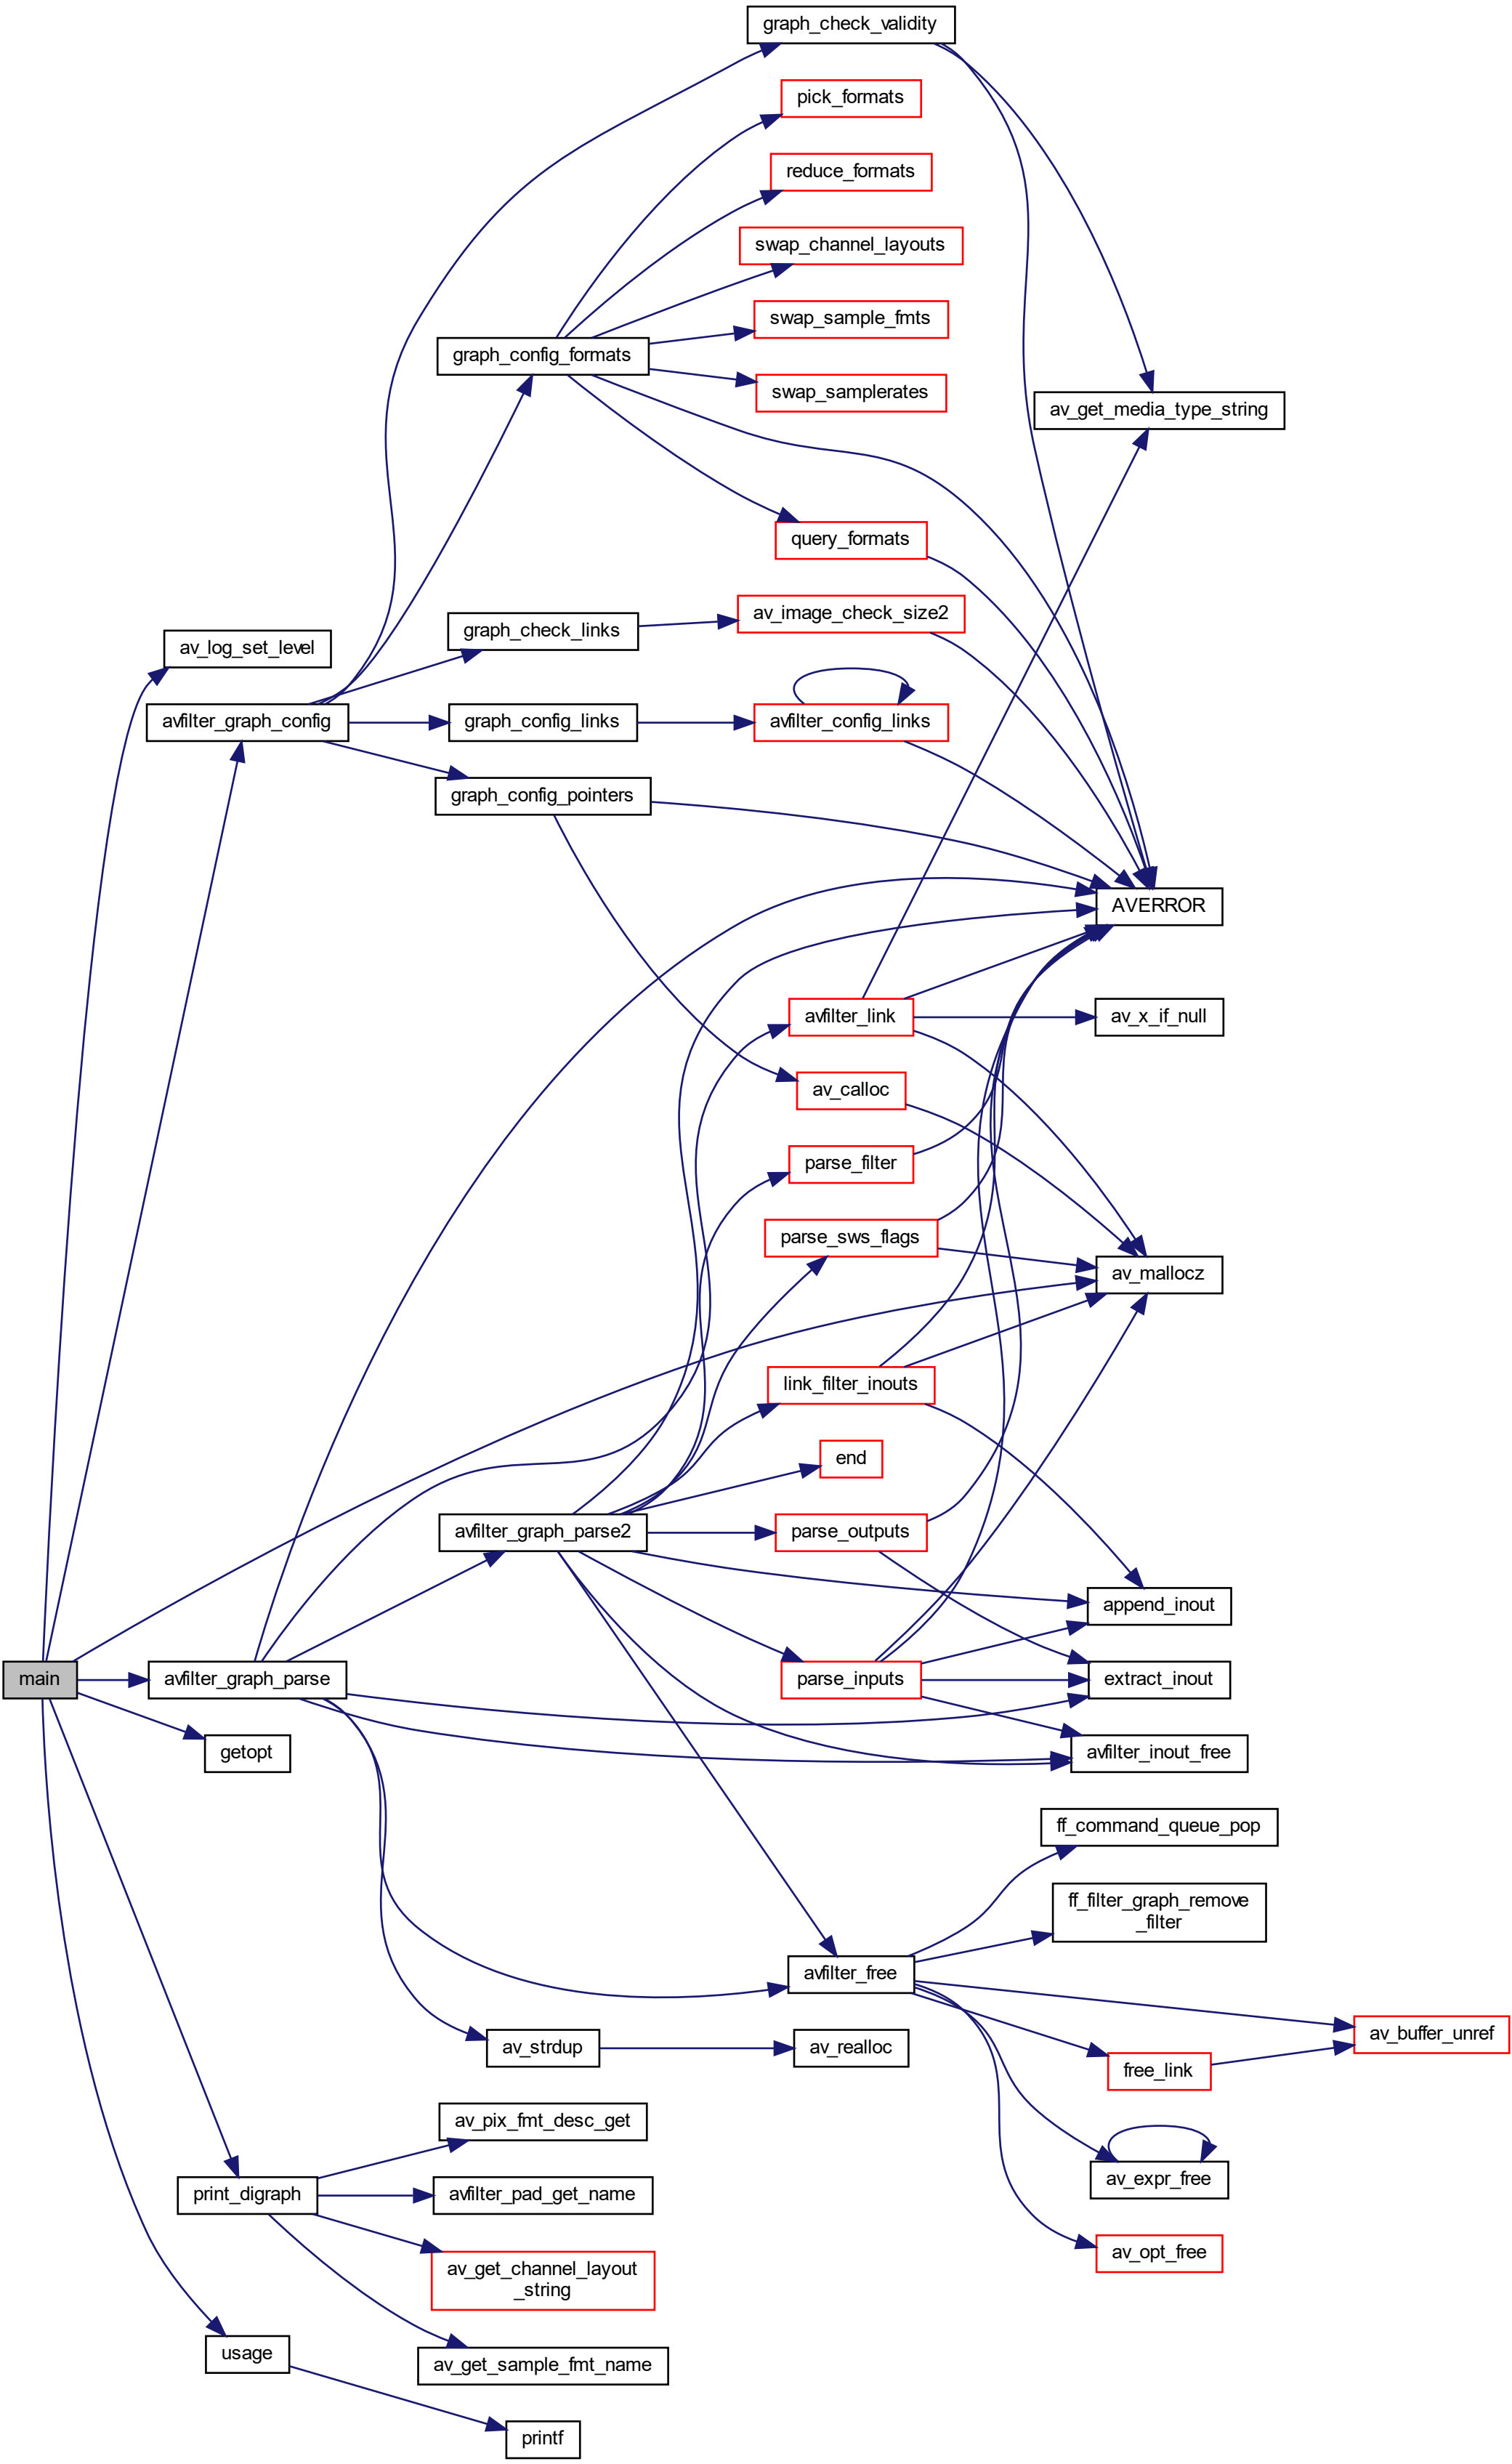 graph_check_validity
pick_formats
reduce_formats
swap_channel_layouts
swap_sample_fmts
graph_config_formats
swap_samplerates
av_get_media_type_string
query_formats
av_image_check_size2
graph_check_links
av_log_set_level
avfilter_graph_config
graph_config_links
avfilter_config_links
graph_config_pointers
AVERROR
avfilter_link
av_x_if_null
av_calloc
parse_filter
parse_sws_flags
av_mallocz
link_filter_inouts
end
avfilter_graph_parse2
parse_outputs
append_inout
main
avfilter_graph_parse
parse_inputs
extract_inout
getopt
avfilter_inout_free
ff_command_queue_pop
ff_filter_graph_remove
_filter
avfilter_free
av_buffer_unref
av_strdup
av_realloc
free_link
av_pix_fmt_desc_get
av_expr_free
print_digraph
avfilter_pad_get_name
av_opt_free
av_get_channel_layout
_string
usage
av_get_sample_fmt_name
printf